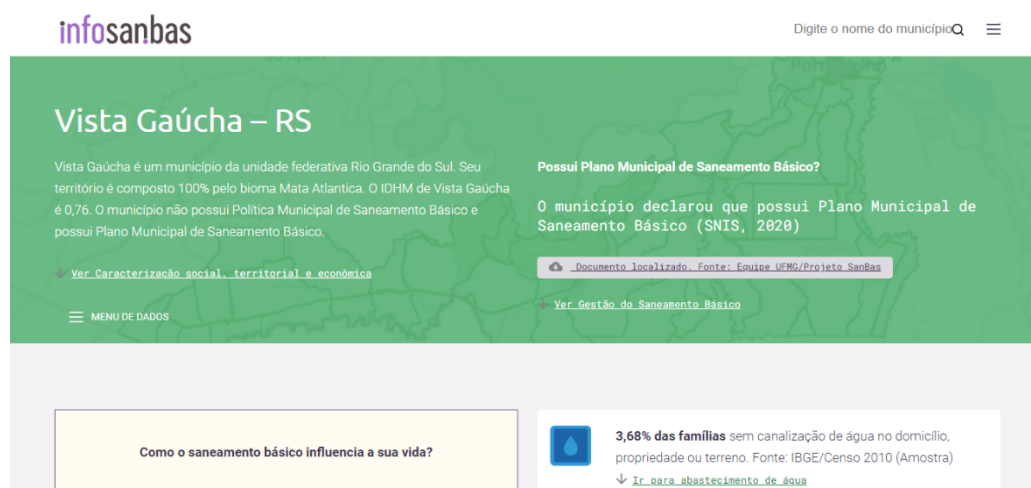 infosanbas
Digite o nome do município
Vista Gaúcha – RS
Vista Gaúcha é um município da unidade federativa Rio Grande do Sul. Seu
território é composto 100% pelo bioma Mata Atlantica. O IDHM de Vista Gaúcha
é 0,76. O município não possui Política Municipal de Saneamento Básico e
possui Plano Municipal de Saneamento Básico.
Ver Caracterização social, territorial e econômica
MENU DE DADOS
Possui Plano Municipal de Saneamento Básico?
O município declarou que possui Plano Municipal de
Saneamento Básico (SNIS, 2020)
Documento localizado. Fonte: Equipe UFMG/Projeto SanBas
Ver Gestão do Saneamento Básico
Como o saneamento básico influencia a sua vida?
3,68% das famílias sem canalização de água no domicílio,
propriedade ou terreno. Fonte: IBGE/Censo 2010 (Amostra)
Ir para abastecimento de água